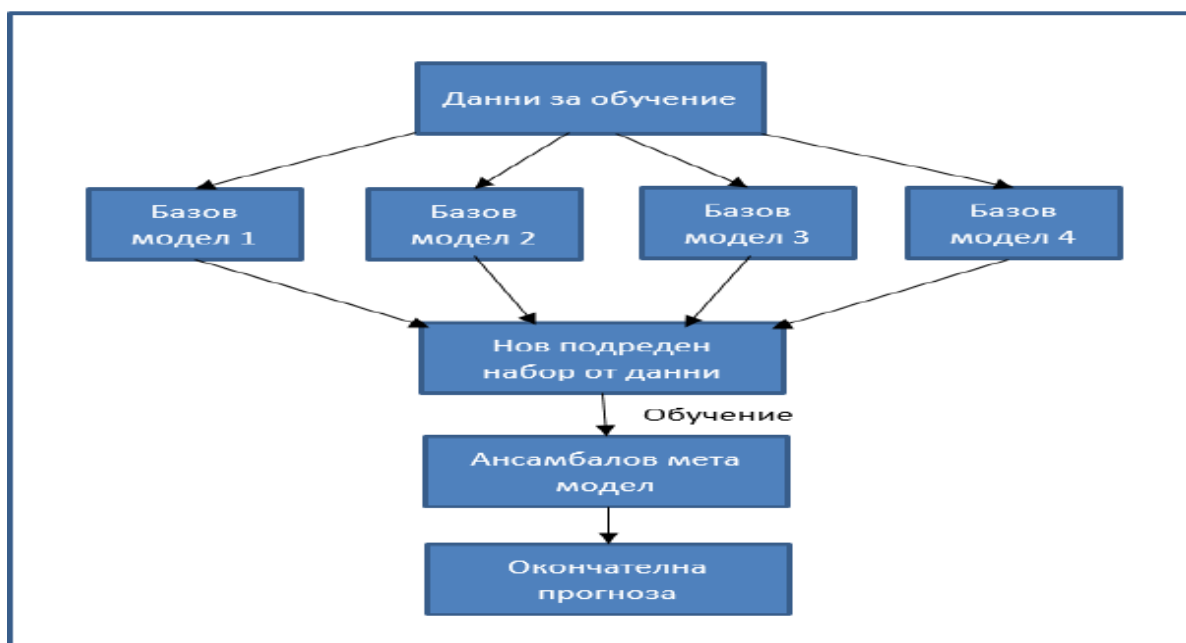 Данни за обучение
Базов
модел 1
Базов
модел 2
Базов
модел 3
Базов
модел 4
Нов подреден
набор от данни
Обучение
Ансамбалов мета
модел
Окончателна
прогноза